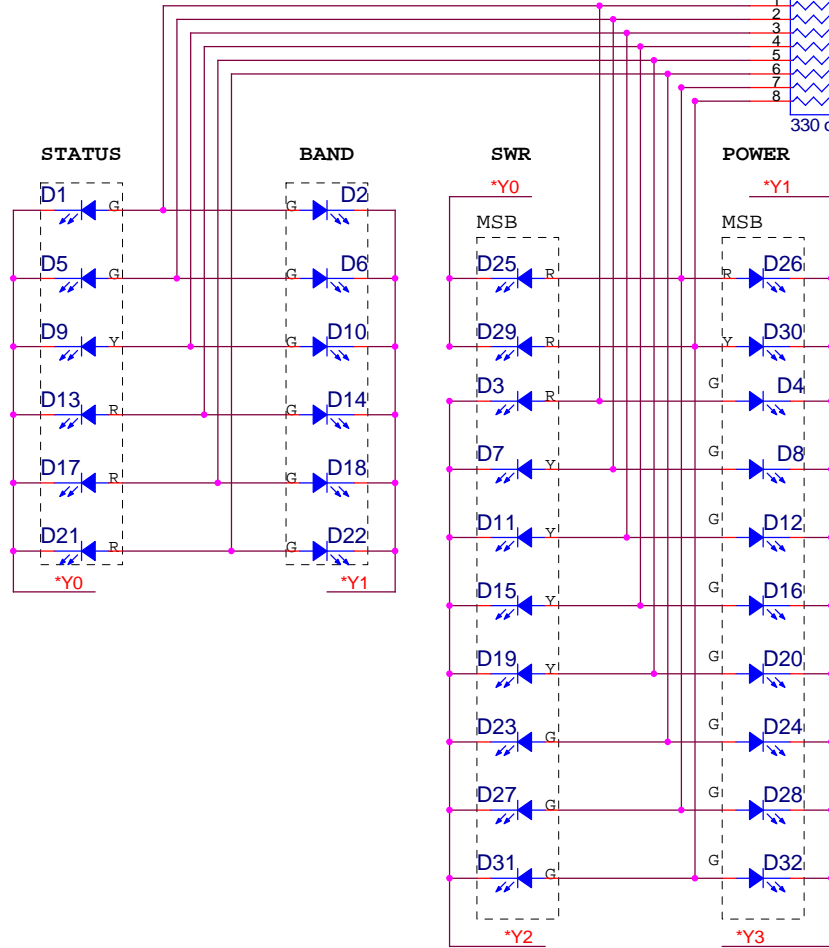 1
2
3
4
5
6
7
8
330
STATUS BAND SWR POWER
*Y0 *Y1
D1 G G D2
MSB MSB
D5 G G D6 D25 R R D26
D9 Y G D10 D29 R Y D30
D13 R G D14 D3 R G D4
D17 R G D18 D7 Y G D8
D21 R G D22 D11 Y G D12
*Y0 *Y1 D15 Y G D16
D19 Y G D20
D23 G G D24
D27 G G D28
D31 G G D32
*Y2 *Y3